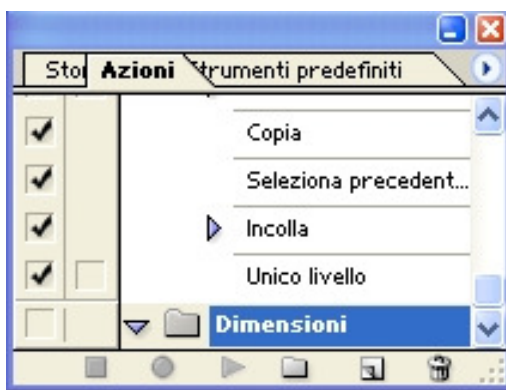 Sto Azioni trumenti predefiniti
Copia
Seleziona precedent...
Incolla
Unico livello
Dimensioni